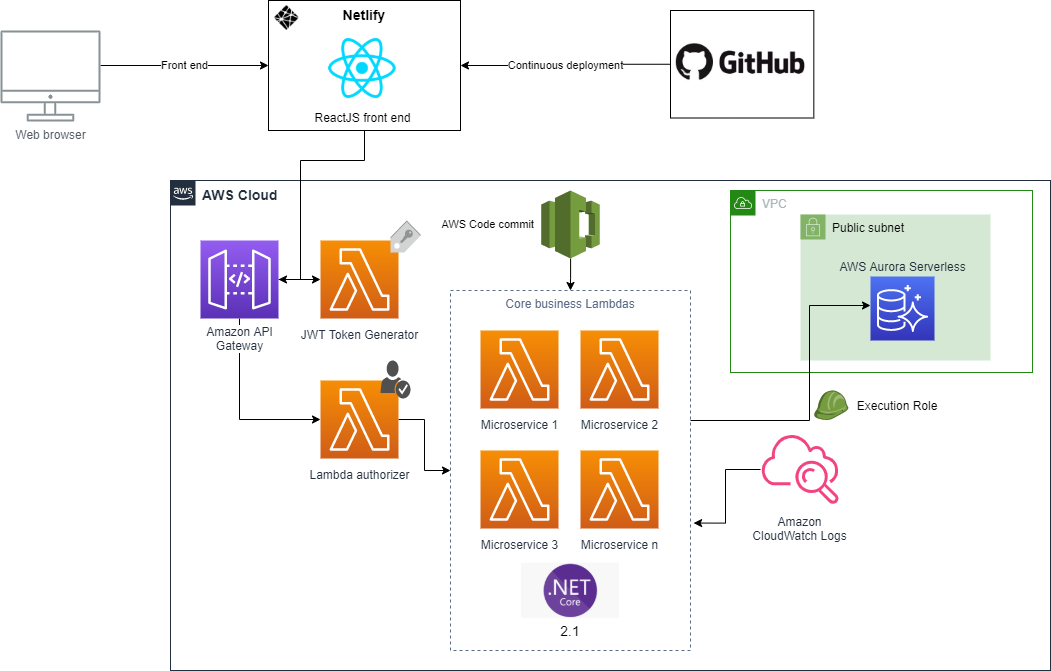 Netlify
Front end
Continuous deployment
GitHub
ReactJS front end
Web browser
aws
AWS Cloud
AWS Code commit
VPC
Public subnet
AWS Aurora Serverless
Core business Lambdas
Amazon API
Gateway
JWT Token Generator
Microservice 1
Microservice 2
Execution Role
Lambda authorizer
Microservice 3
Microservice n
Amazon
CloudWatch Logs
.NET
Core
2.1